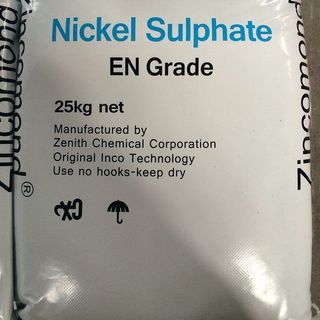 Nickel Sulphate
EN Grade
25kg net
Manufactured by
Zenith Chemical Corporation
Original Inco Technology
Use no hooks-keep dry
Zincomond
®
Zincomond